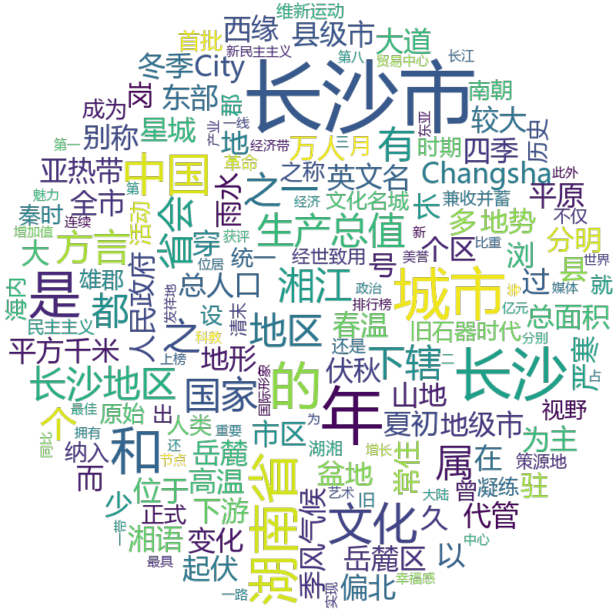 维新运动
首批
西缘
县级市
大道
新民主主义
第八
长江
贸易中心
冬季
City
岗
东部
郡
长沙市
南朝
成为
别称
星城
地
产业
一线
经济带
革命
万人
三
月
有
时期
东亚
较大
四季
历史
亚热带
中国
雨水
之一
之称
英文名
Changsha
第一
魅力
秦时
全市
第
活动
省会
经济
文化名城
长
兼收并蓄
平原
此外
增加值
连续
大
方言
穿
获评
生产总值
多
地势
不仅
分明
海内
雄郡
位居
统一
经世致用
号
个区
新
美誉
比重
浏
县
世界
是
都
人民政府
之
发祥地
总人口
湘江
政治
排行榜
城市
过
就
民主主义
设
清末
媒体
亿元
等
分别
总面积
上榜
科教
地区
春温
还是
旧石器时代
二
平方千米
地形
国际形象
的
年
伏秋
下辖
长沙
严寒
占
长沙地区
国家
山地
视野
个
最佳
原始
出
人类
和
市区
为
夏初
地级市
为主
同比
拥有
还
重要
岳麓
湖湘
增长
属
在
策源地
纳入
而
节点
湖南省
盆地
常住
曾
凝练
驻
少
位于
高温
艺术
旧
大陆
一带
正式
下游
季风
气候
文化
久
代管
湘语
变化
最具
起伏
一路
实现
岳麓区
偏北
以
中心
幸福感